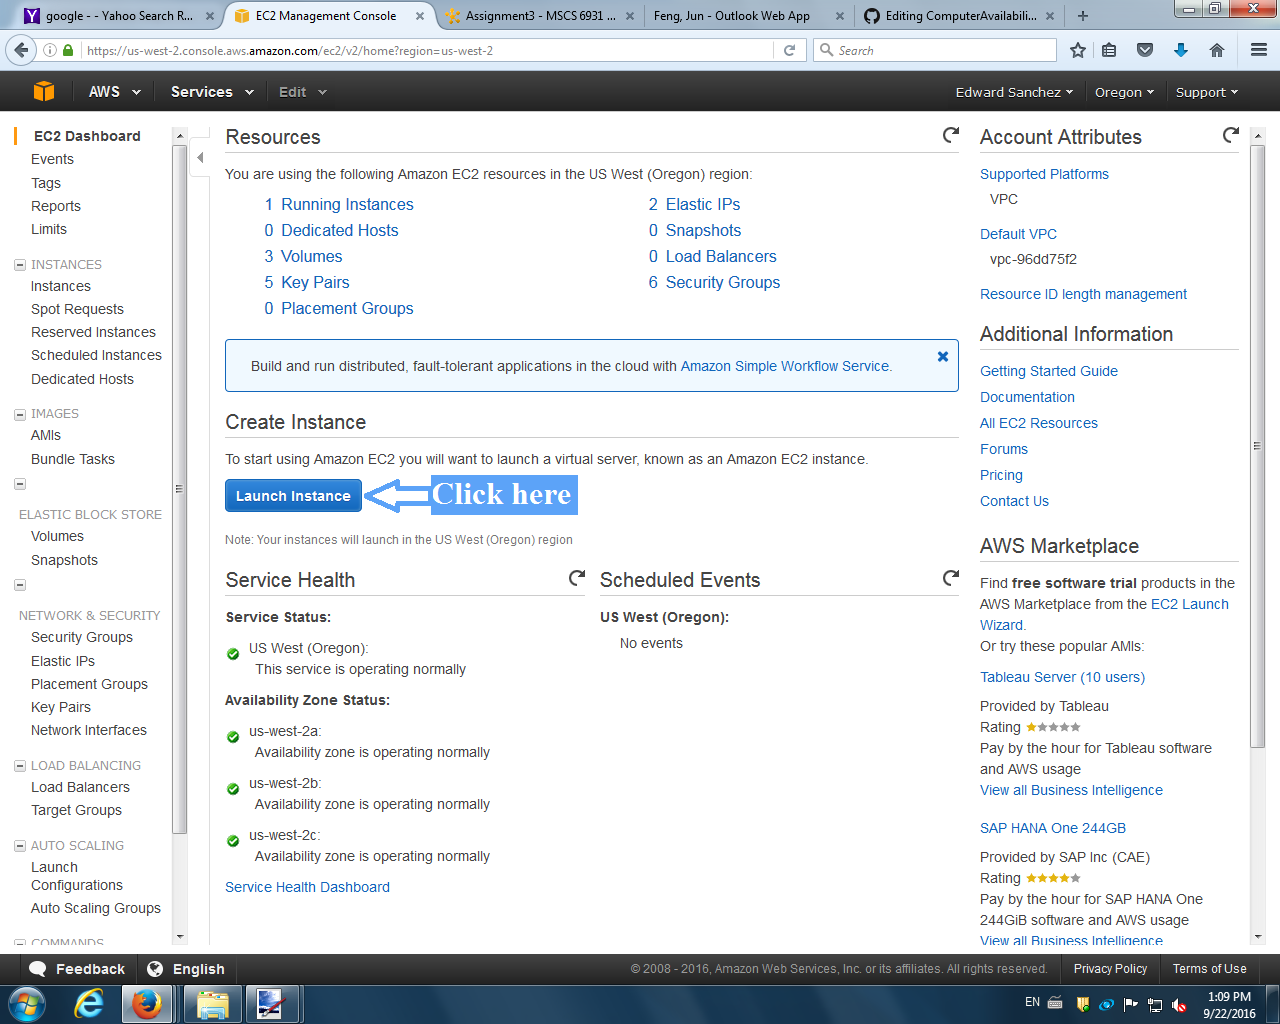 google - - Yahoo Search R...
EC2 Management Console
Assignment3 - MSCS 6931 ...
Feng, Jun - Outlook Web App
Editing ComputerAvailabili...
https://us-west-2.console.aws.amazon.com/ec2/v2/home?region=us-west-2
Search
AWS
Services
Edit
Edward Sanchez
Oregon
Support
EC2 Dashboard
Events
Tags
Reports
Limits
INSTANCES
Instances
Spot Requests
Reserved Instances
Scheduled Instances
Dedicated Hosts
IMAGES
AMIs
Bundle Tasks
ELASTIC BLOCK STORE
Volumes
Snapshots
NETWORK & SECURITY
Security Groups
Elastic IPs
Placement Groups
Key Pairs
Network Interfaces
LOAD BALANCING
Load Balancers
Target Groups
AUTO SCALING
Launch
Configurations
Auto Scaling Groups
COMMANDS
Resources
You are using the following Amazon EC2 resources in the US West (Oregon) region:
1 Running Instances
2 Elastic IPs
0 Dedicated Hosts
0 Snapshots
3 Volumes
0 Load Balancers
5 Key Pairs
6 Security Groups
0 Placement Groups
Build and run distributed, fault-tolerant applications in the cloud with Amazon Simple Workflow Service.
Create Instance
To start using Amazon EC2 you will want to launch a virtual server, known as an Amazon EC2 instance.
Launch Instance
Click here
Note: Your instances will launch in the US West (Oregon) region
Service Health
Service Status:
US West (Oregon):
This service is operating normally
Availability Zone Status:
us-west-2a:
Availability zone is operating normally
us-west-2b:
Availability zone is operating normally
us-west-2c:
Availability zone is operating normally
Service Health Dashboard
Scheduled Events
US West (Oregon):
No events
Account Attributes
Supported Platforms
VPC
Default VPC
vpc-96dd75f2
Resource ID length management
Additional Information
Getting Started Guide
Documentation
All EC2 Resources
Forums
Pricing
Contact Us
AWS Marketplace
Find free software trial products in the
AWS Marketplace from the EC2 Launch
Wizard.
Or try these popular AMIs:
Tableau Server (10 users)
Provided by Tableau
Rating
Pay by the hour for Tableau software
and AWS usage
View all Business Intelligence
SAP HANA One 244GB
Provided by SAP Inc (CAE)
Rating
Pay by the hour for SAP HANA One
244GiB software and AWS usage
View all Business Intelligence
Feedback
English
© 2008 - 2016, Amazon Web Services, Inc. or its affiliates. All rights reserved.
Privacy Policy
Terms of Use
EN
1:09 PM
9/22/2016